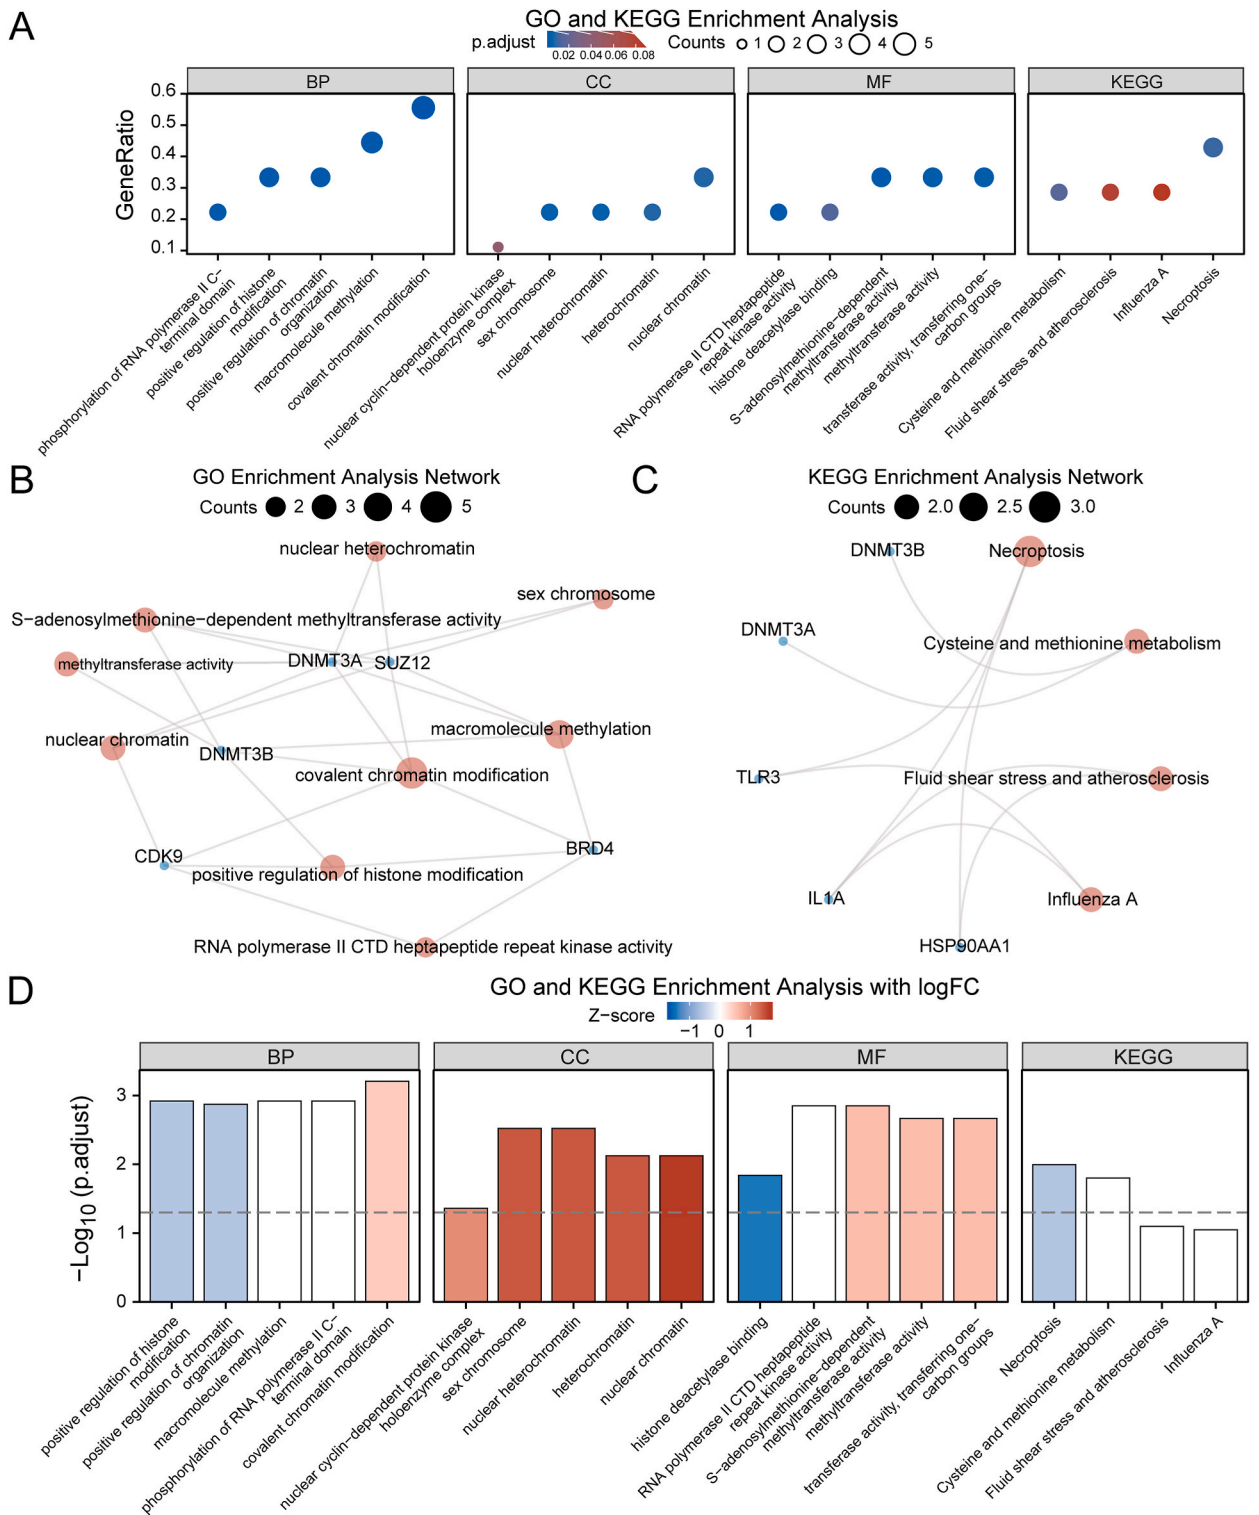 A
GO and KEGG Enrichment Analysis
p.adjust
0.02 0.04 0.06 0.08
Counts 1 2 3 4 5
BP
CC
MF
KEGG
GeneRatio
0.6
0.5
0.4
0.3
0.2
0.1
phosphorylation of RNA polymerase II C−
terminal domain
positive regulation of histone
modification
positive regulation of chromatin
organization
macromolecule methylation
covalent chromatin modification
nuclear cyclin−dependent protein kinase
holoenzyme complex
sex chromosome
nuclear heterochromatin
heterochromatin
nuclear chromatin
RNA polymerase II CTD heptapeptide
repeat kinase activity
histone deacetylase binding
S−adenosylmethionine−dependent
methyltransferase activity
methyltransferase activity
transferase activity, transferring one−
carbon groups
Cysteine and methionine metabolism
Fluid shear stress and atherosclerosis
Influenza A
Necroptosis
B
GO Enrichment Analysis Network
Counts 2 3 4 5
nuclear heterochromatin
sex chromosome
S−adenosylmethionine−dependent methyltransferase activity
methyltransferase activity
DNMT3A
SUZ12
nuclear chromatin
macromolecule methylation
DNMT3B
covalent chromatin modification
CDK9
BRD4
positive regulation of histone modification
RNA polymerase II CTD heptapeptide repeat kinase activity
C
KEGG Enrichment Analysis Network
Counts 2.0 2.5 3.0
DNMT3B
Necroptosis
DNMT3A
Cysteine and methionine metabolism
TLR3
Fluid shear stress and atherosclerosis
IL1A
Influenza A
HSP90AA1
D
GO and KEGG Enrichment Analysis with logFC
Z−score
−1 0 1
BP
CC
MF
KEGG
−Log10 (p.adjust)
3
2
1
0
positive regulation of histone
modification
positive regulation of chromatin
organization
macromolecule methylation
phosphorylation of RNA polymerase II C−
terminal domain
covalent chromatin modification
nuclear cyclin−dependent protein kinase
holoenzyme complex
sex chromosome
nuclear heterochromatin
heterochromatin
nuclear chromatin
histone deacetylase binding
RNA polymerase II CTD heptapeptide
repeat kinase activity
S−adenosylmethionine−dependent
methyltransferase activity
methyltransferase activity
transferase activity, transferring one−
carbon groups
Necroptosis
Cysteine and methionine metabolism
Fluid shear stress and atherosclerosis
Influenza A